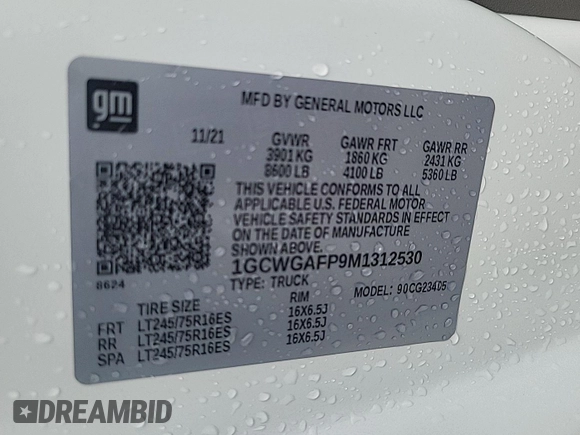 gm
MFD BY GENERAL MOTORS LLC
11/21 GVWR GAWR FRT GAWR RR
3901 KG 1860 KG 2431 KG
8600 LB 4100 LB 5360 LB
THIS VEHICLE CONFORMS TO ALL
APPLICABLE U.S. FEDERAL MOTOR
VEHICLE SAFETY STANDARDS IN EFFECT
ON THE DATE OF MANUFACTURE
SHOWN ABOVE.
1GCWGAFP9M1312530
8624 TYPE: TRUCK MODEL: 90CG23405
TIRE SIZE RIM
FRT LT245/75R16ES 16X6.5J
RR LT245/75R16ES 16X6.5J
SPA LT245/75R16ES 16X6.5J
DREAMBID